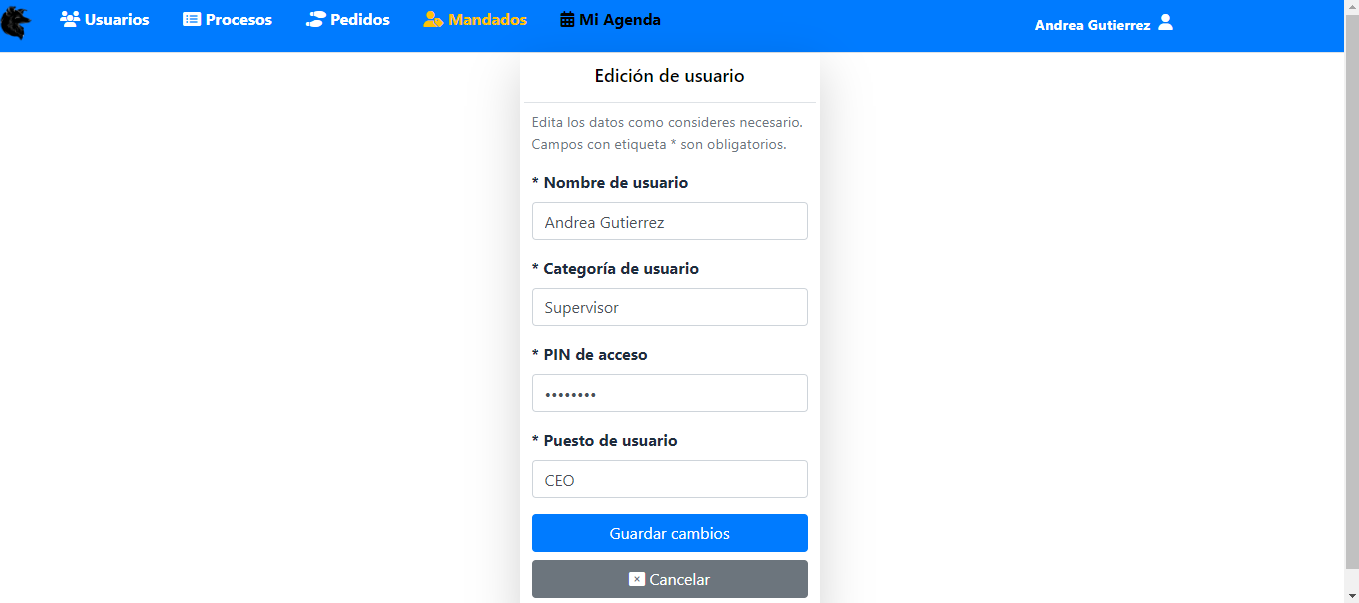 Usuarios Procesos Pedidos Mandados Mi Agenda Andrea Gutierrez
Edición de usuario
Edita los datos como consideres necesario.
Campos con etiqueta * son obligatorios.
* Nombre de usuario
Andrea Gutierrez
* Categoría de usuario
Supervisor
* PIN de acceso
••••••••
* Puesto de usuario
CEO
Guardar cambios
Cancelar